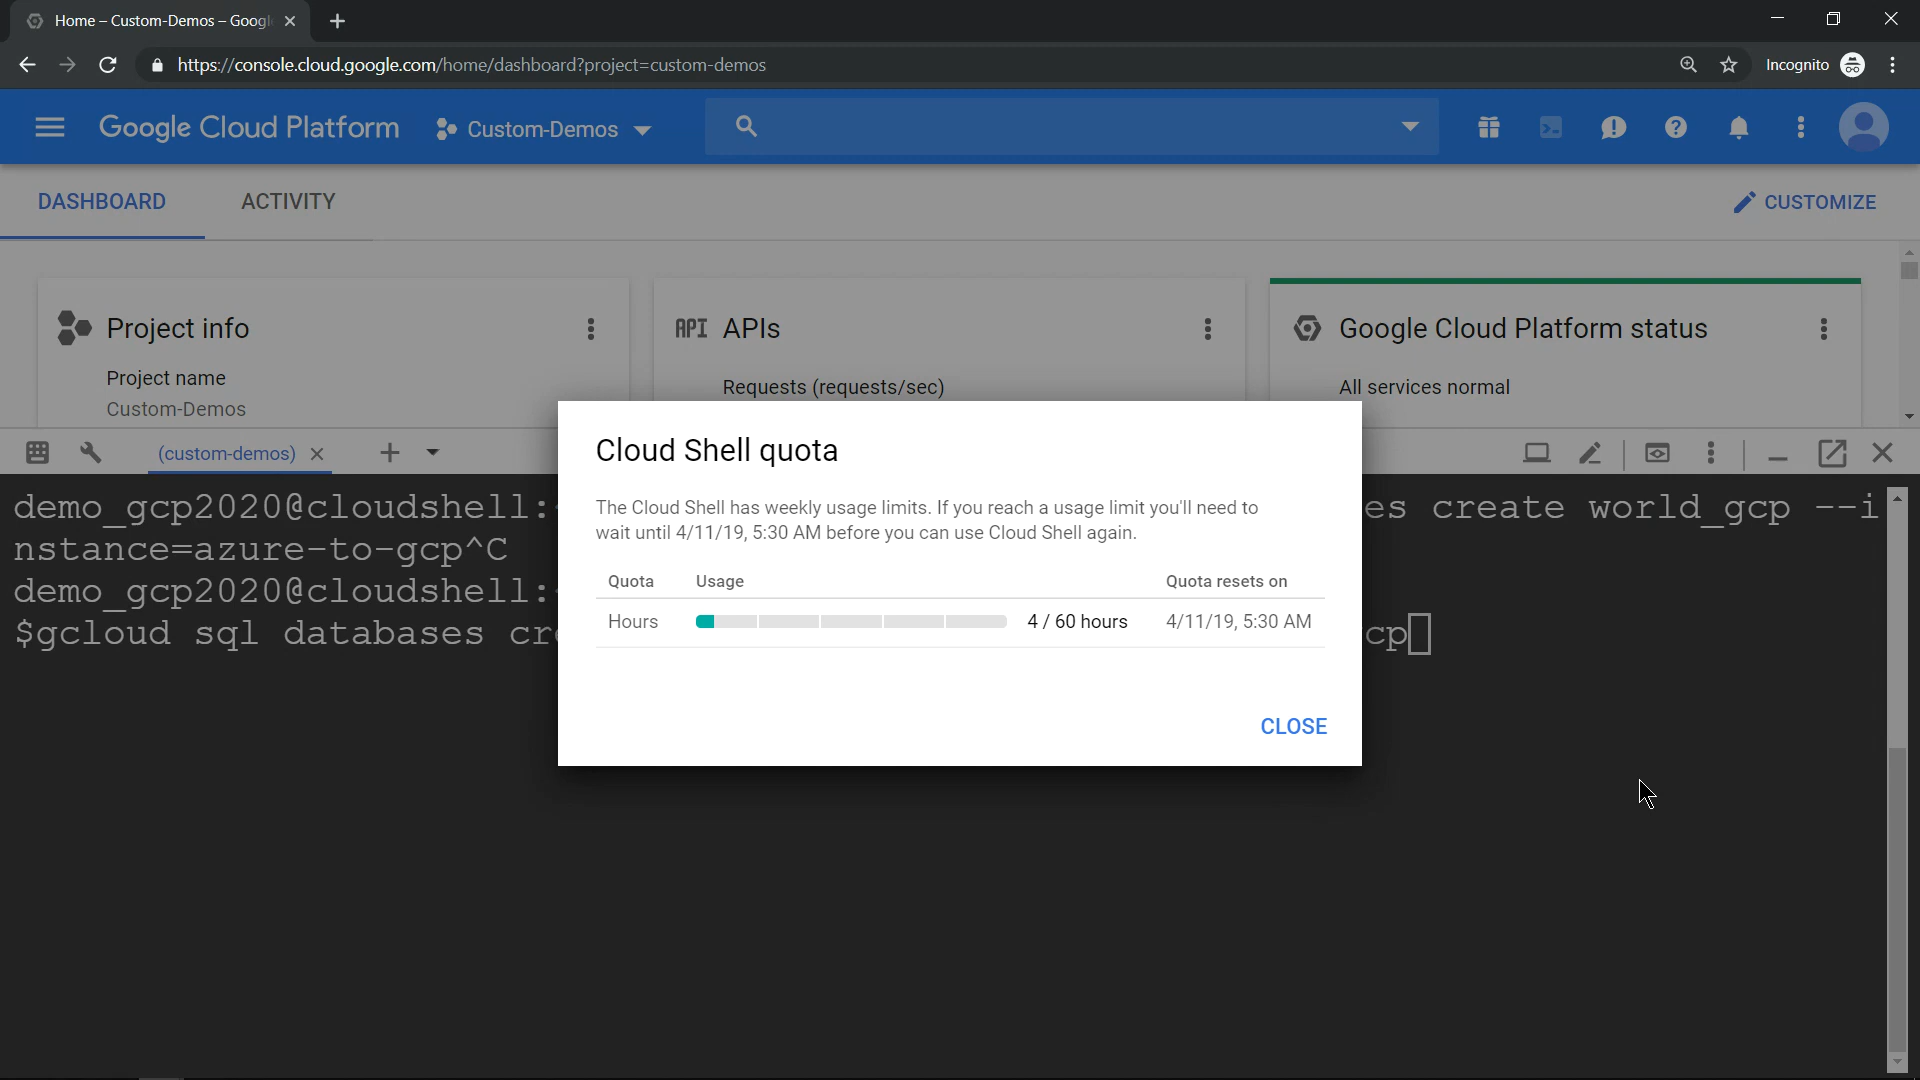 Home – Custom-Demos – Googl
https://console.cloud.google.com/home/dashboard?project=custom-demos
Incognito
Google Cloud Platform
Custom-Demos
DASHBOARD
ACTIVITY
CUSTOMIZE
Project info
API APIs
Google Cloud Platform status
Project name
Custom-Demos
Requests (requests/sec)
All services normal
(custom-demos)
Cloud Shell quota
The Cloud Shell has weekly usage limits. If you reach a usage limit you'll need to
wait until 4/11/19, 5:30 AM before you can use Cloud Shell again.
Quota Usage Quota resets on
Hours 4 / 60 hours 4/11/19, 5:30 AM
CLOSE
demo_gcp2020@cloudshell: es create world_gcp --i
nstance=azure-to-gcp^C
demo_gcp2020@cloudshell:
$gcloud sql databases cr cp